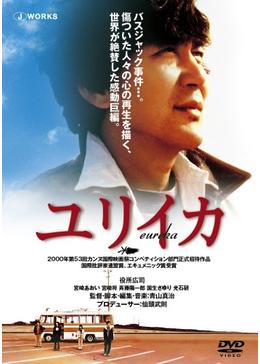 J WORKS
バスジャック事件…。
傷ついた人々の心の再生を描く、
世界が絶賛した感動巨編。
ユリイカ
eureka
2000年第53回カンヌ国際映画祭コンペティション部門正式招待作品
国際批評家連盟賞、エキュメニック賞受賞
役所広司
宮崎あおい 宮崎将 斉藤陽一郎 国生さゆり 光石研
監督・脚本・編集・音楽:青山真治
プロデューサー:仙頭武則
DVD
VIDEO